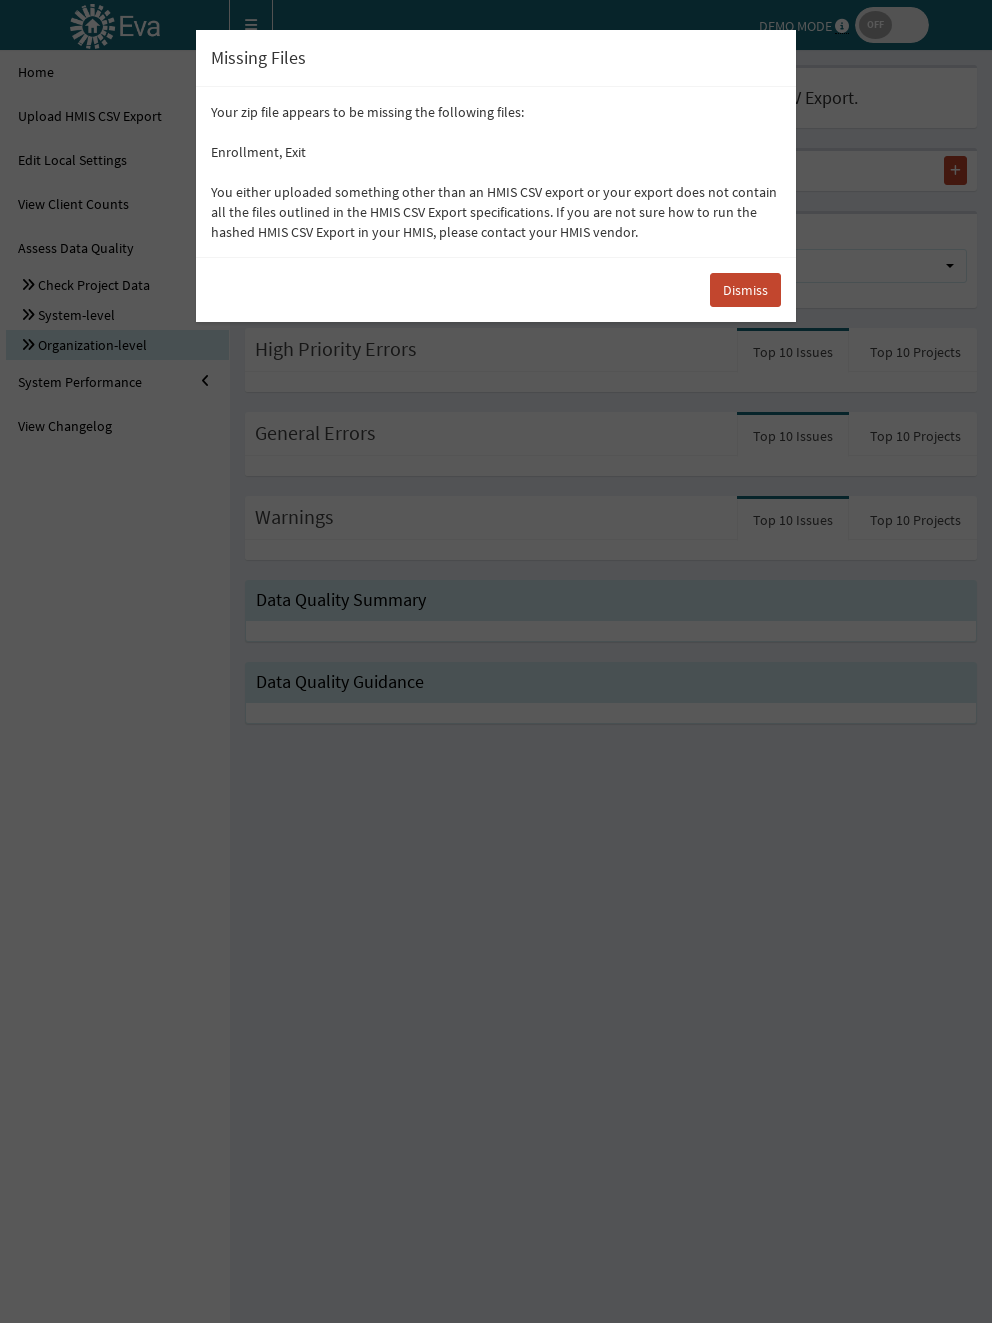 Eva
DEMO MODE
OFF
Missing Files
Your zip file appears to be missing the following files:
Enrollment, Exit
You either uploaded something other than an HMIS CSV export or your export does not contain
all the files outlined in the HMIS CSV Export specifications. If you are not sure how to run the
hashed HMIS CSV Export in your HMIS, please contact your HMIS vendor.
Dismiss
Home
Upload HMIS CSV Export
Edit Local Settings
View Client Counts
Assess Data Quality
Check Project Data
System-level
Organization-level
System Performance
View Changelog
Export.
High Priority Errors
Top 10 Issues
Top 10 Projects
General Errors
Top 10 Issues
Top 10 Projects
Warnings
Top 10 Issues
Top 10 Projects
Data Quality Summary
Data Quality Guidance